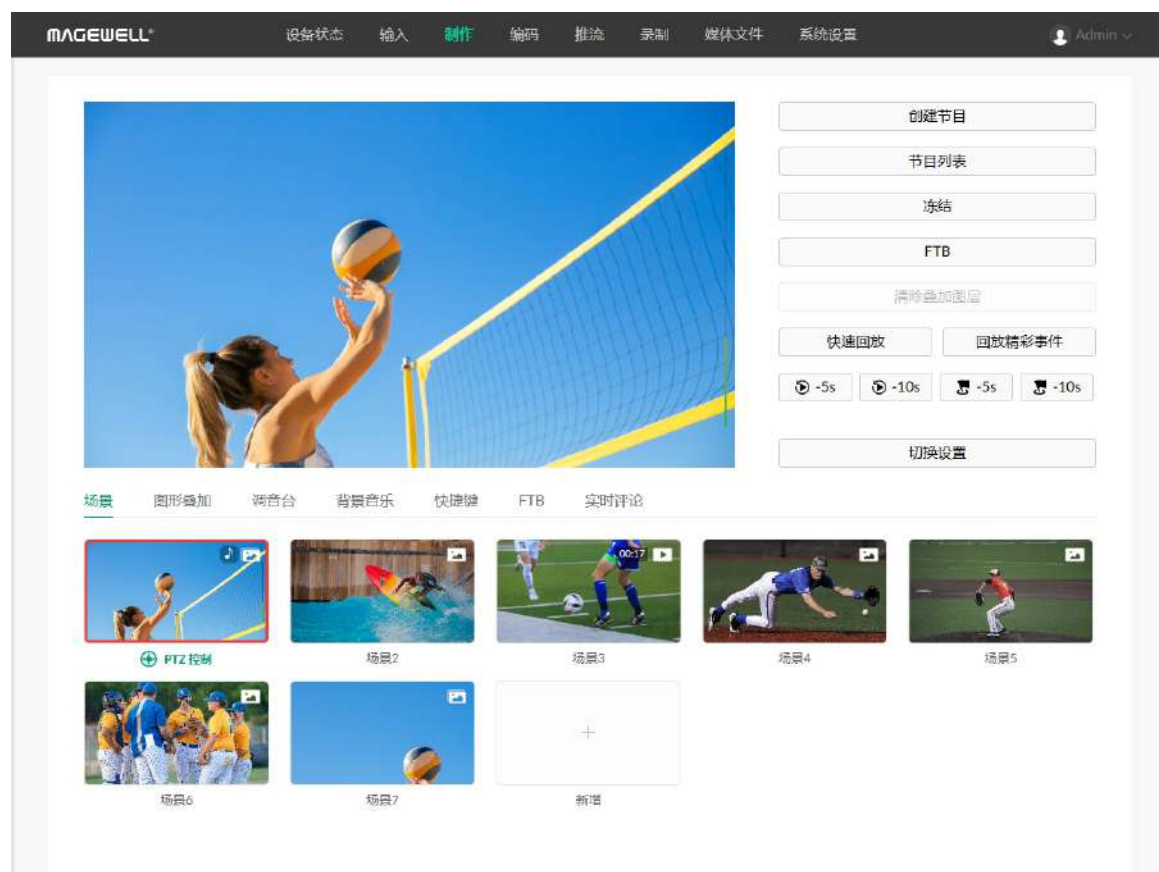 MAGEWELL®
设备状态 输入 制作 编码 推流 录制 媒体文件 系统设置 Admin
创建节目
节目列表
冻结
FTB
清除叠加图层
快速回放 回放精彩事件
-5s -10s -5s -10s
切换设置
场景 图形叠加 调音台 背景音乐 快捷键 FTB 实时评论
00:17
PTZ 控制 场景2 场景3 场景4 场景5
场景6 场景7 新增